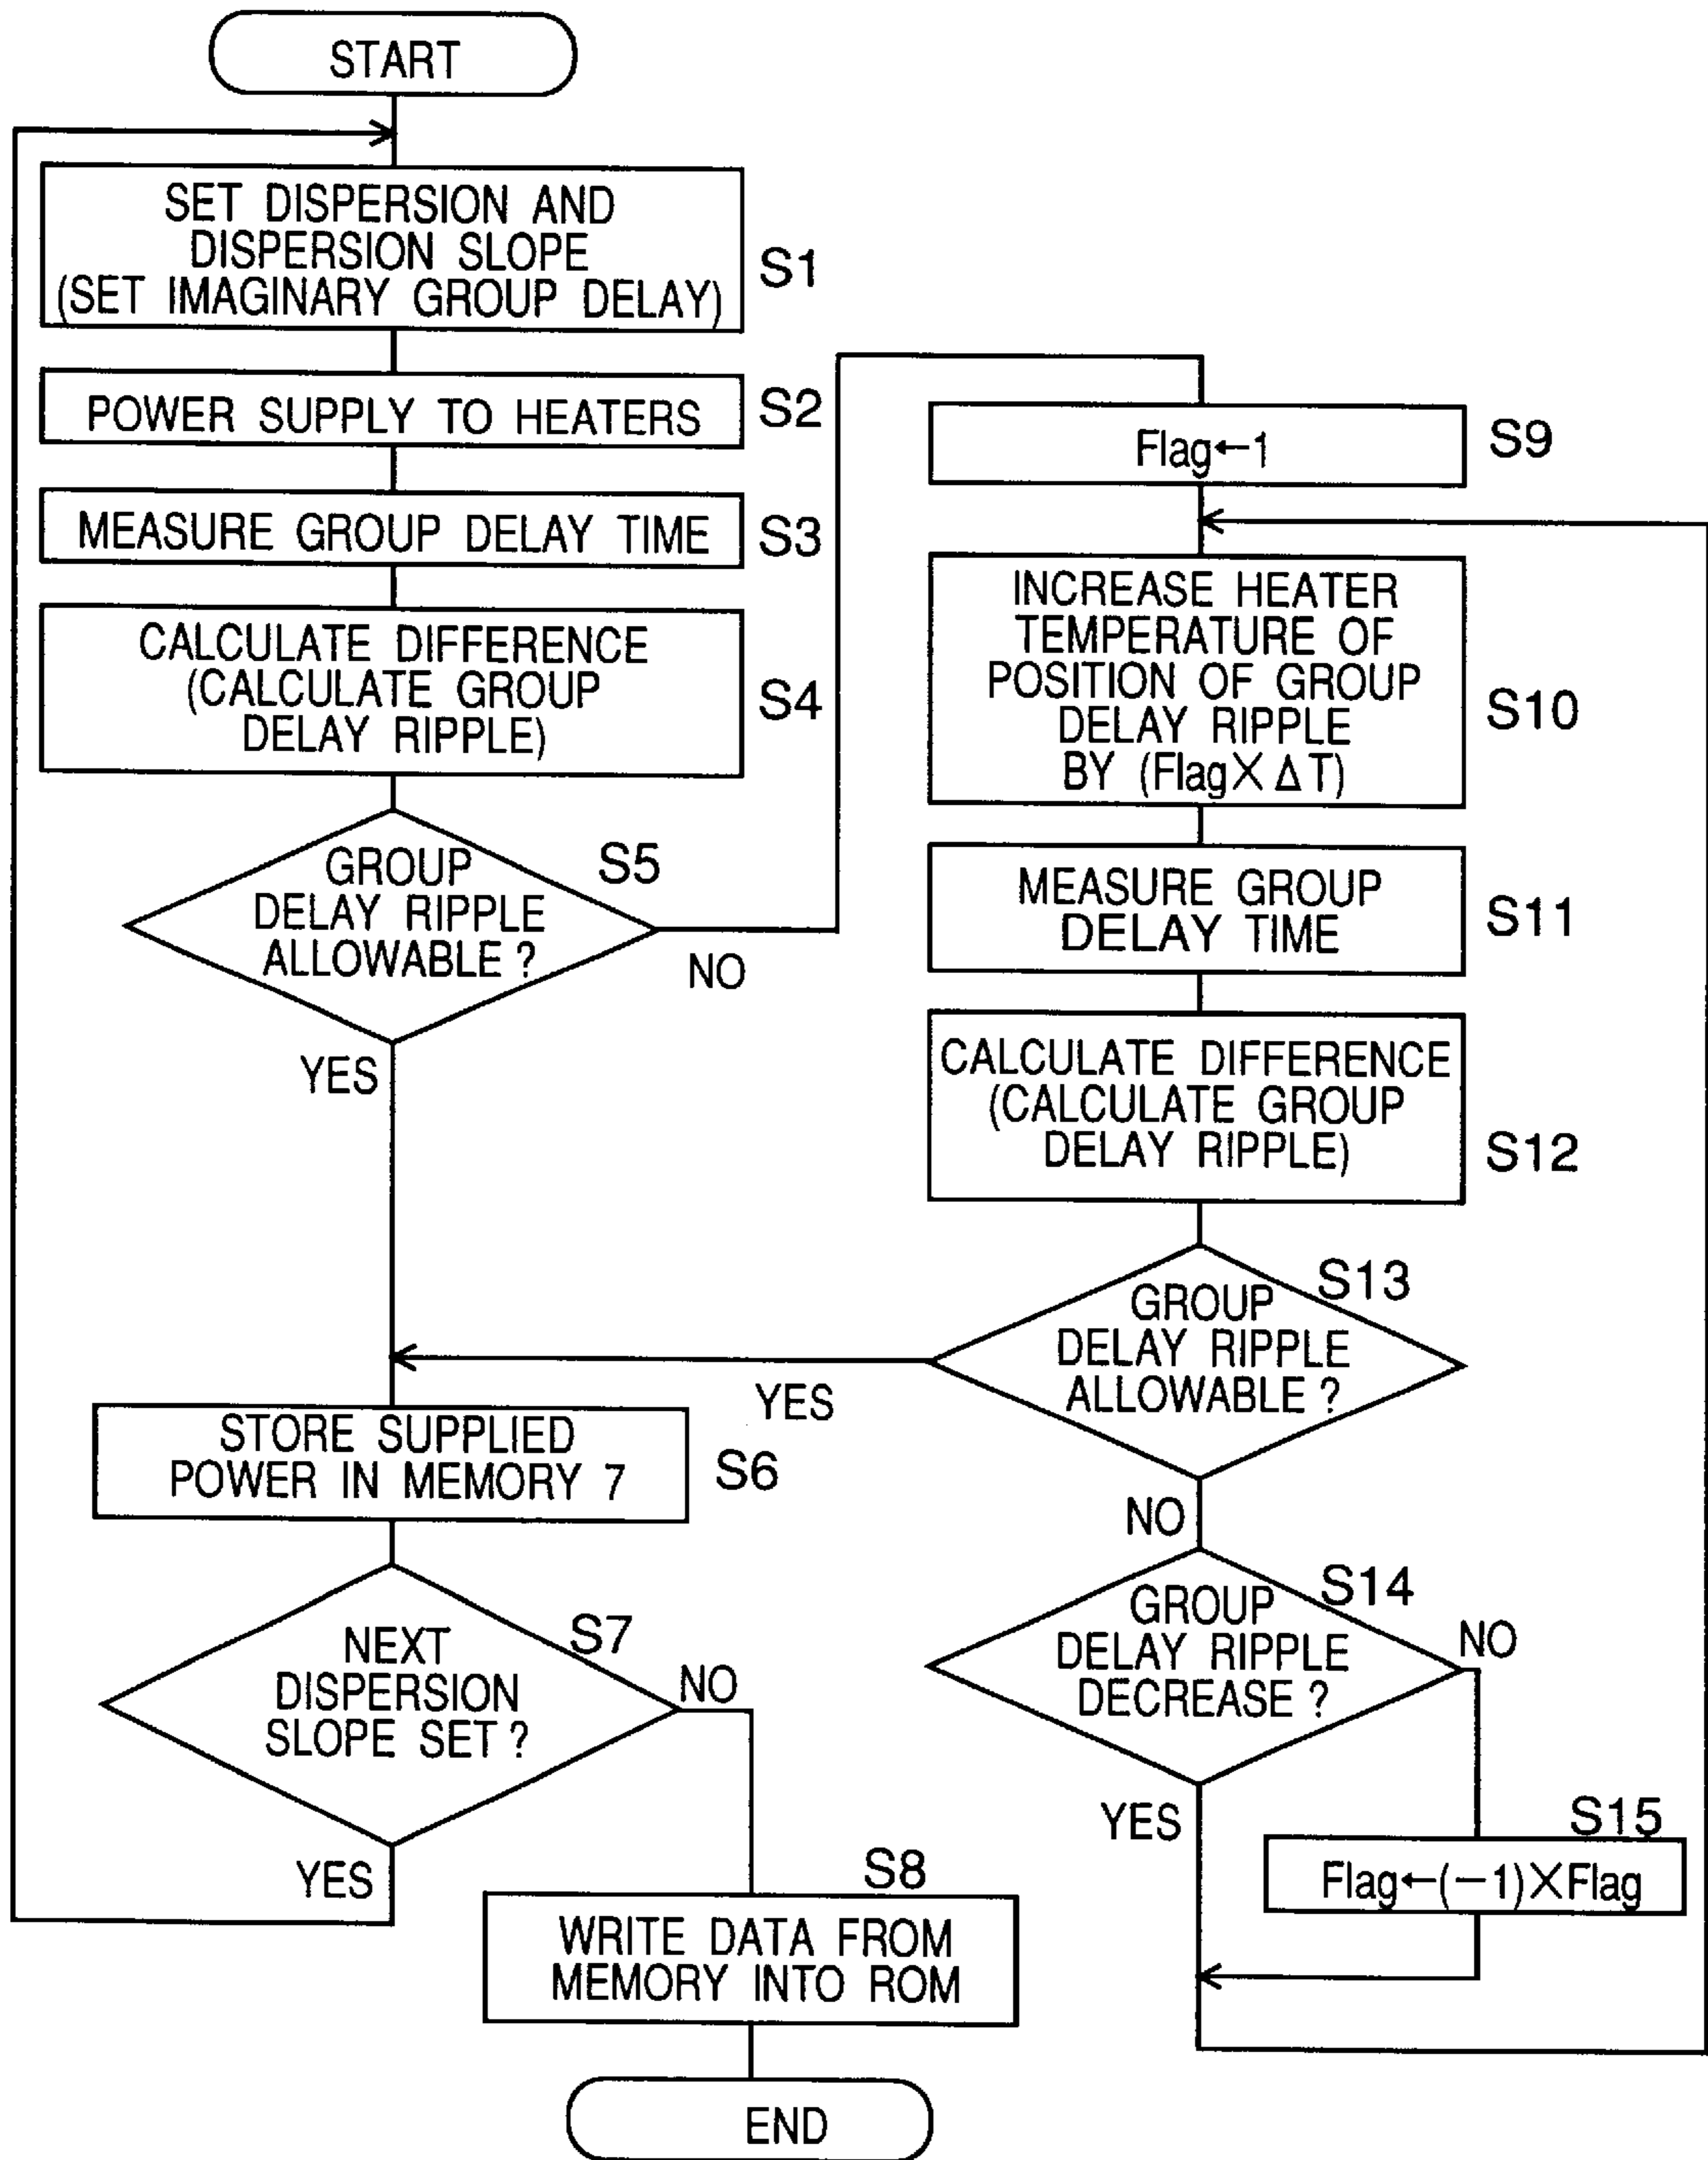 START
SET DISPERSION AND
DISPERSION SLOPE
(SET IMAGINARY GROUP DELAY)
S1
POWER SUPPLY TO HEATERS
S2
MEASURE GROUP DELAY TIME
S3
CALCULATE DIFFERENCE
(CALCULATE GROUP
DELAY RIPPLE)
S4
GROUP
DELAY RIPPLE
ALLOWABLE ?
S5
NO
YES
STORE SUPPLIED
POWER IN MEMORY 7
S6
NEXT
DISPERSION
SLOPE SET ?
S7
NO
YES
S8
WRITE DATA FROM
MEMORY INTO ROM
END
Flag←1
S9
INCREASE HEATER
TEMPERATURE OF
POSITION OF GROUP
DELAY RIPPLE
BY (Flag×ΔT)
S10
MEASURE GROUP
DELAY TIME
S11
CALCULATE DIFFERENCE
(CALCULATE GROUP
DELAY RIPPLE)
S12
GROUP
DELAY RIPPLE
ALLOWABLE ?
S13
YES
NO
GROUP
DELAY RIPPLE
DECREASE ?
S14
NO
YES
S15
Flag←(−1)×Flag